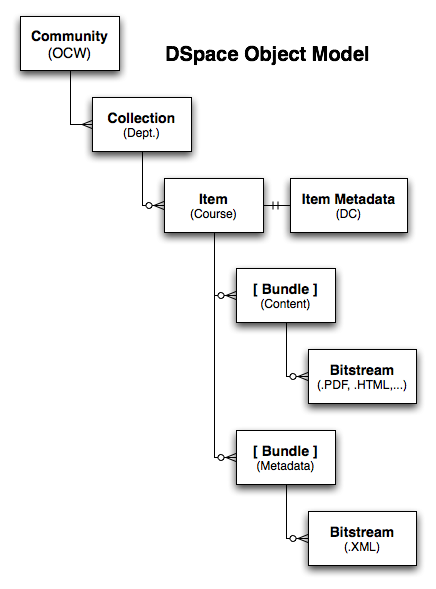 Community
(OCW)
DSpace Object Model
Collection
(Dept.)
Item
(Course)
Item Metadata
(DC)
[ Bundle ]
(Content)
Bitstream
(.PDF, .HTML,...)
[ Bundle ]
(Metadata)
Bitstream
(.XML)